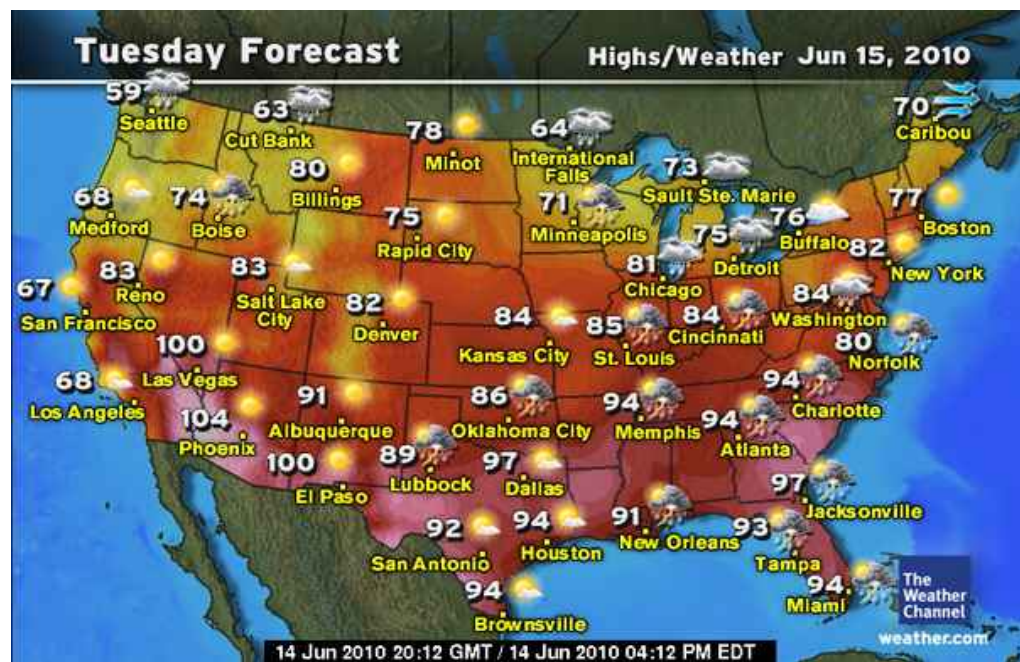 Tuesday Forecast
Highs/Weather Jun 15, 2010
59
Seattle
63
Cut Bank
78
Minot
64
International
Falls
70
Caribou
68
Medford
74
Boise
80
Billings
75
Rapid City
71
Minneapolis
73
Sault Ste. Marie
76
Buffalo
77
Boston
67
San Francisco
83
Reno
83
Salt Lake
City
82
Denver
84
Kansas City
81
Chicago
75
Detroit
82
New York
85
St. Louis
84
Cincinnati
84
Washington
80
Norfolk
100
Las Vegas
68
Los Angeles
104
Phoenix
91
Albuquerque
86
Oklahoma City
94
Memphis
94
Atlanta
94
Charlotte
100
El Paso
89
Lubbock
97
Dallas
97
Jacksonville
92
San Antonio
94
Houston
91
New Orleans
93
Tampa
94
Brownsville
94
Miami
The
Weather
Channel
weather.com
14 Jun 2010 20:12 GMT / 14 Jun 2010 04:12 PM EDT